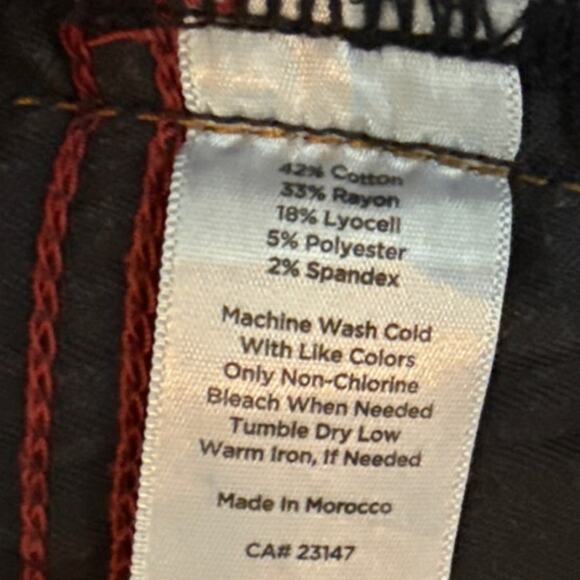 42% Cotton
33% Rayon
18% Lyocell
5% Polyester
2% Spandex
Machine Wash Cold
With Like Colors
Only Non-Chlorine
Bleach When Needed
Tumble Dry Low
Warm Iron, If Needed
Made In Morocco
CA# 23147